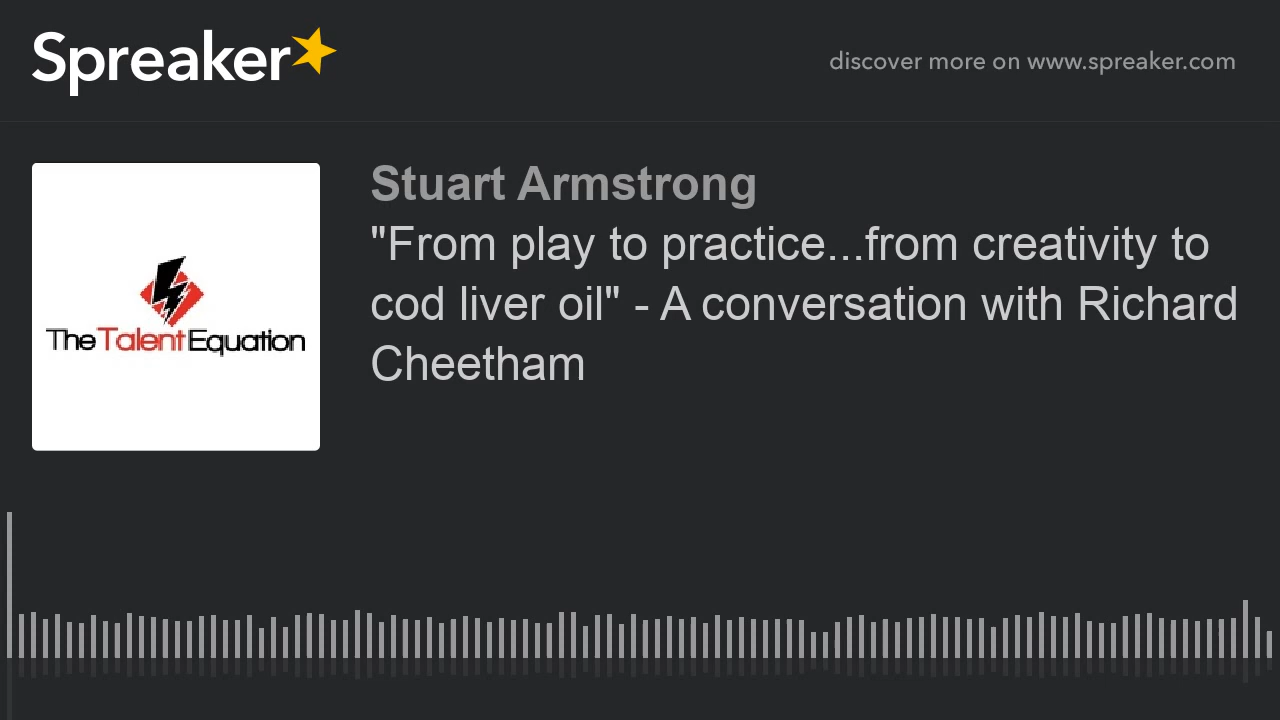 Spreaker
discover more on www.spreaker.com
Stuart Armstrong
"From play to practice...from creativity to
cod liver oil" - A conversation with Richard
Cheetham
The Talent Equation